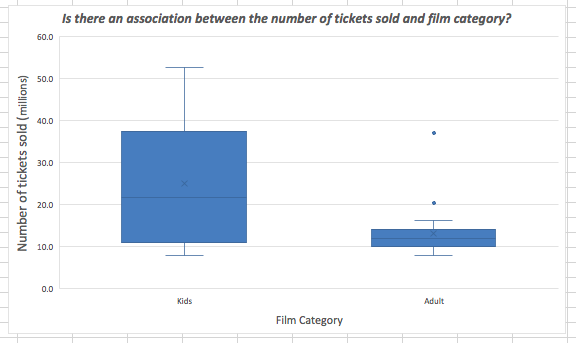 Is there an association between the number of tickets sold and film category?
60.0
50.0
40.0
30.0
20.0
10.0
0.0
Number of tickets sold (millions)
Kids
Adult
Film Category